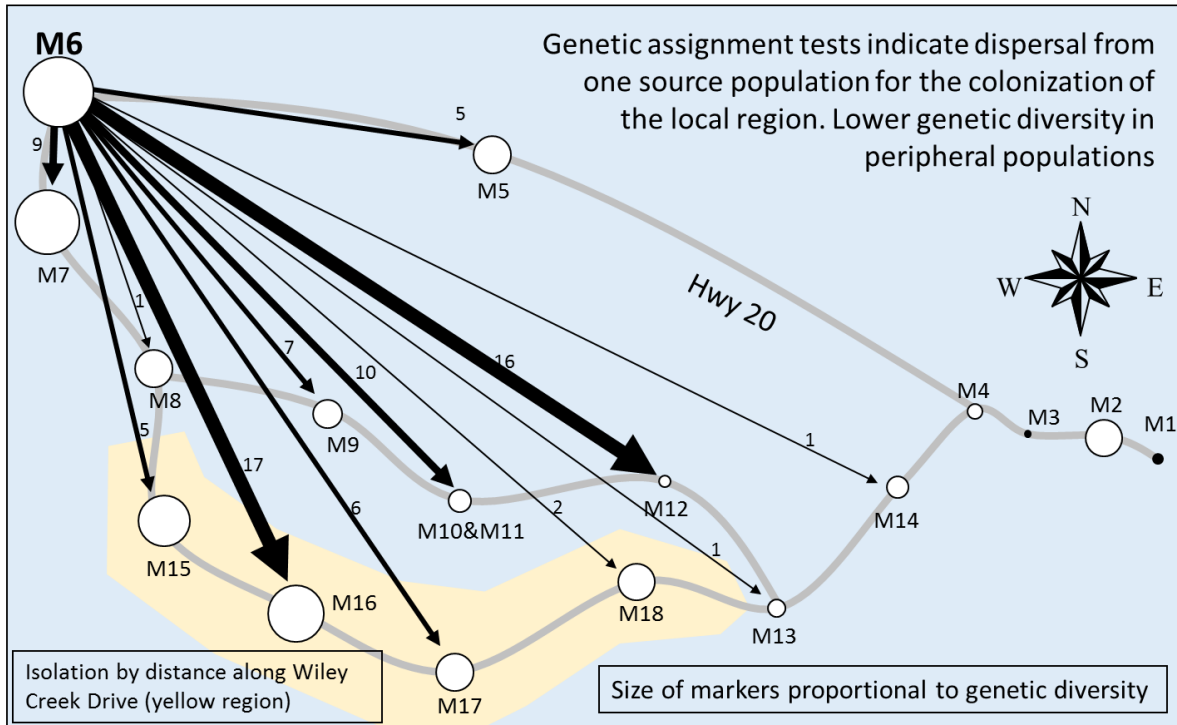 M6
Genetic assignment tests indicate dispersal from
one source population for the colonization of
the local region. Lower genetic diversity in
peripheral populations
5
9
M5
M7
N
W
E
S
Hwy 20
1
7
10
16
M8
M9
M4
M3
M2
M1
5
17
1
M10&M11
M12
M14
6
2
1
M15
M16
M18
M13
M17
Isolation by distance along Wiley
Creek Drive (yellow region)
Size of markers proportional to genetic diversity